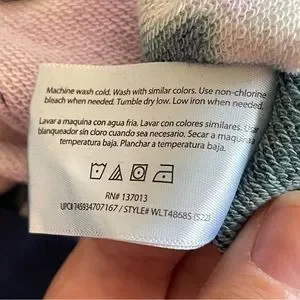 Machine wash cold. Wash with similar colors. Use non-chlorine
bleach when needed. Tumble dry low. Low iron when needed.
Lavar a maquina con agua fria. Lavar con colores similares. Usar
blanqueador sin cloro cuando sea necesario. Secar a maquina
temperatura baja. Planchar a temperatura baja.
RN# 137013
UPC# 745934707167 / STYLE# WLT4868S (S22)